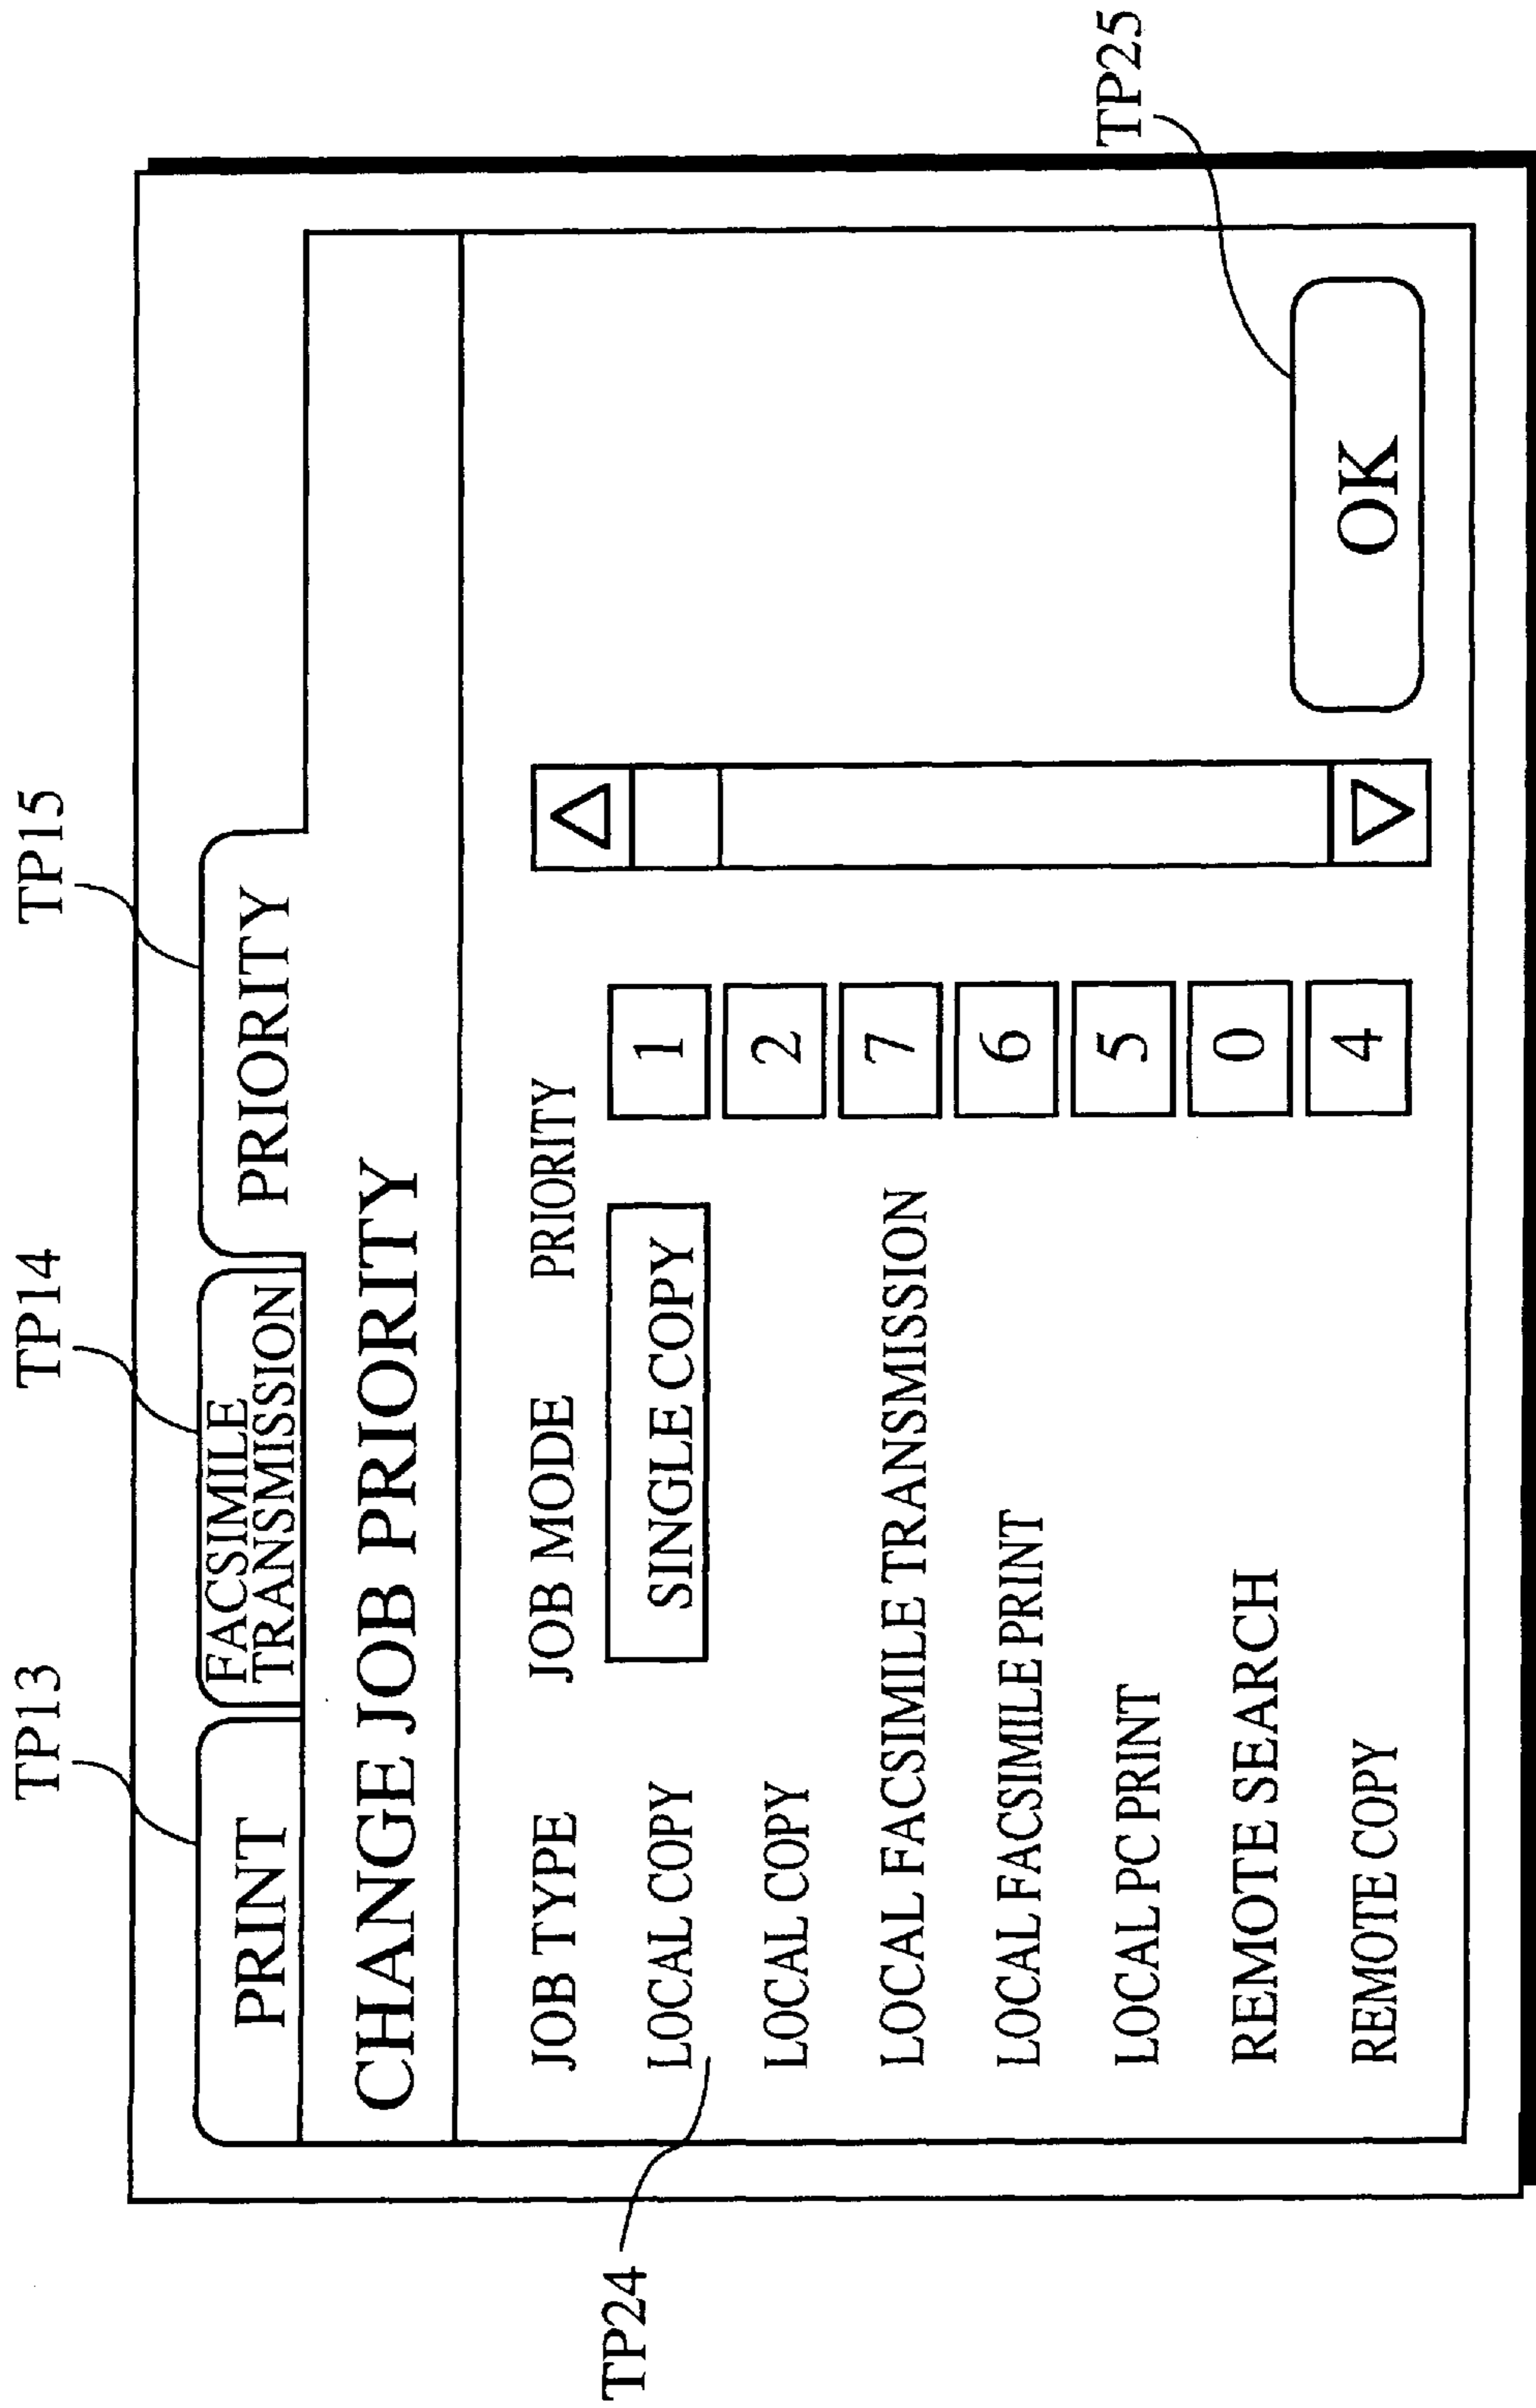 TP13
TP14
TP15
PRINT
FACSIMILE
TRANSMISSION
PRIORITY
CHANGE JOB PRIORITY
JOB TYPE JOB MODE PRIORITY
TP24
LOCAL COPY SINGLE COPY 1
LOCAL COPY 2
LOCAL FACSIMILE TRANSMISSION 7
LOCAL FACSIMILE PRINT 6
LOCAL PC PRINT 5
REMOTE SEARCH 0
REMOTE COPY 4
OK
TP25